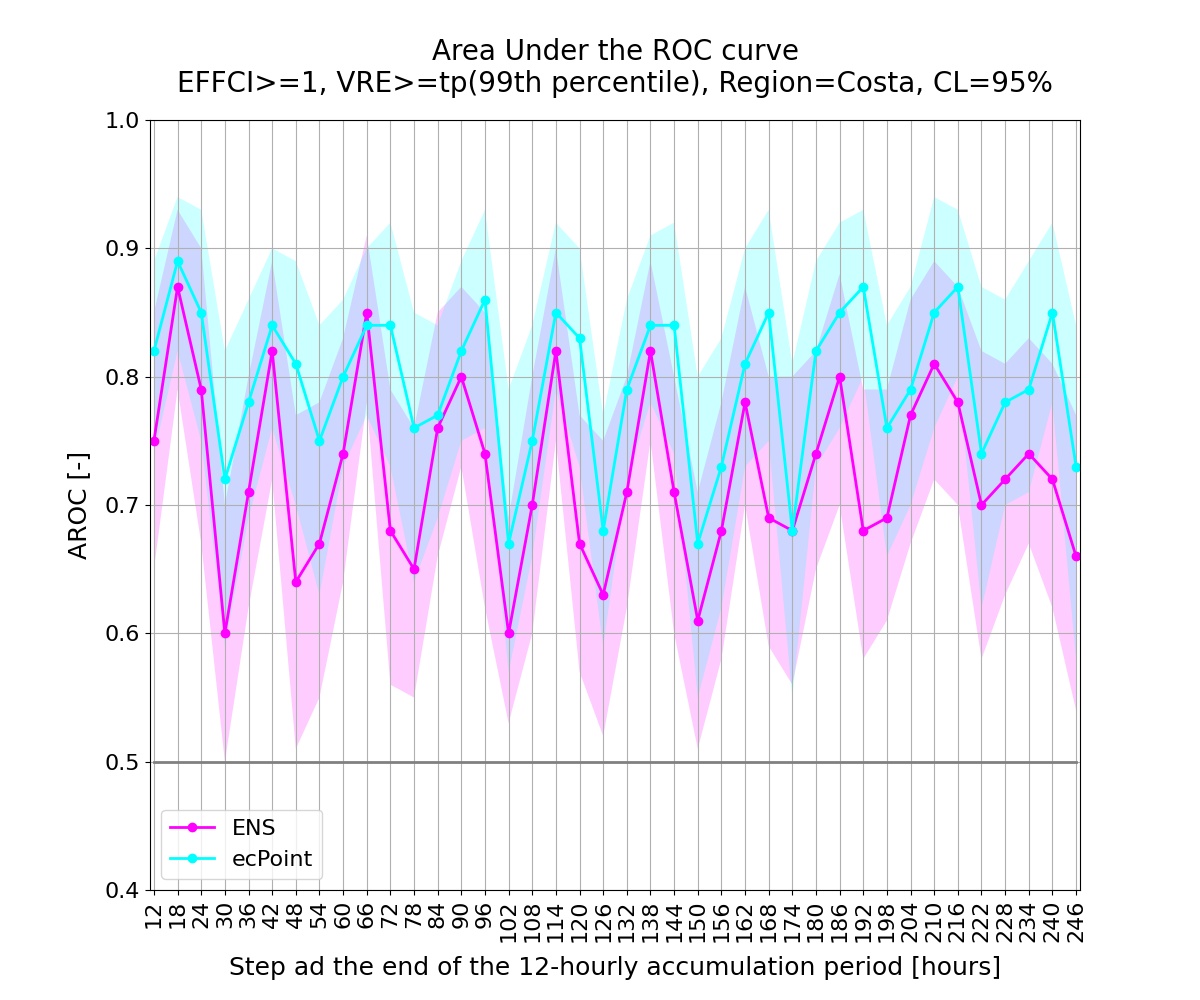 Area Under the ROC curve
EFFCI>=1, VRE>=tp(99th percentile), Region=Costa, CL=95%
1.0
0.9
0.8
0.7
0.6
0.5
0.4
AROC [-]
ENS
ecPoint
12 18 24 30 36 42 48 54 60 66 72 78 84 90 96 102 108 114 120 126 132 138 144 150 156 162 168 174 180 186 192 198 204 210 216 222 228 234 240 246
Step ad the end of the 12-hourly accumulation period [hours]